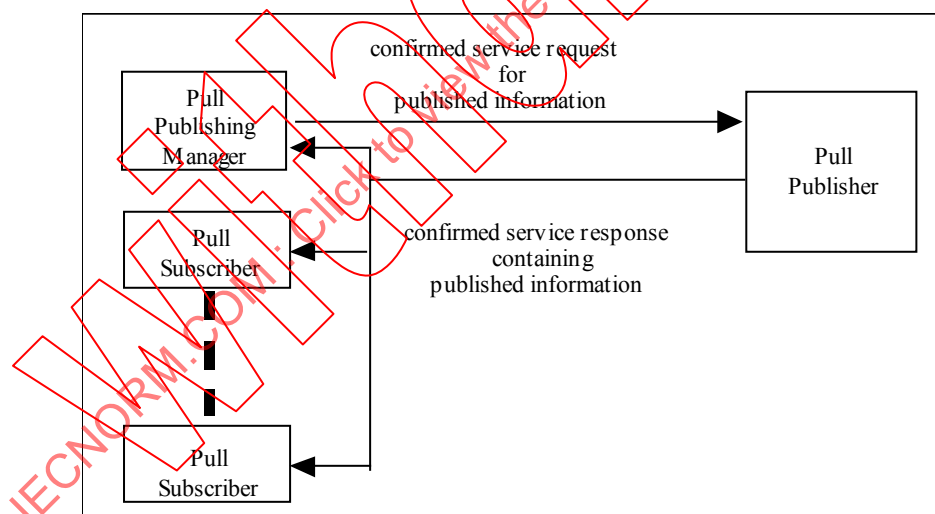 confirmed service request
for
published information
Pull
Publishing
Manager
Pull
Publisher
Pull
Subscriber
confirmed service response
containing
published information
Pull
Subscriber
IECNORM.COM : Click to view the